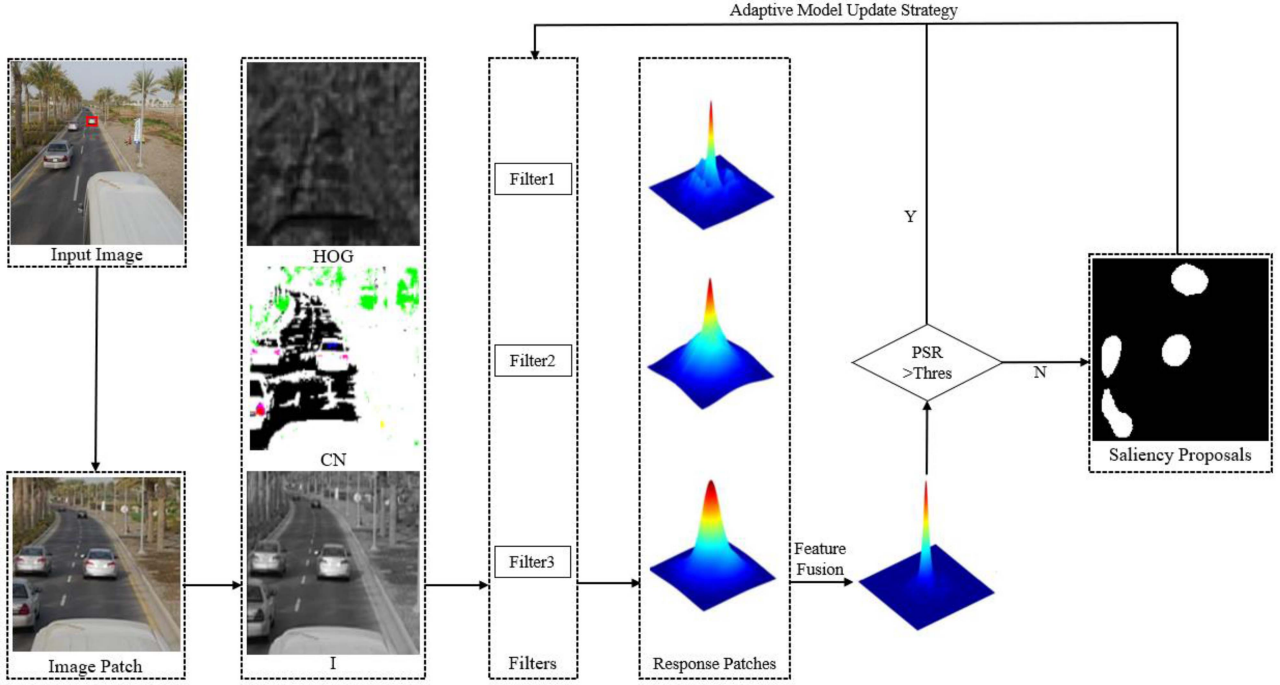 Adaptive Model Update Strategy
Input Image
Image Patch
HOG
CN
I
Filter1
Filter2
Filter3
Filters
Response Patches
Feature
Fusion
PSR
>Thres
Y
N
Saliency Proposals